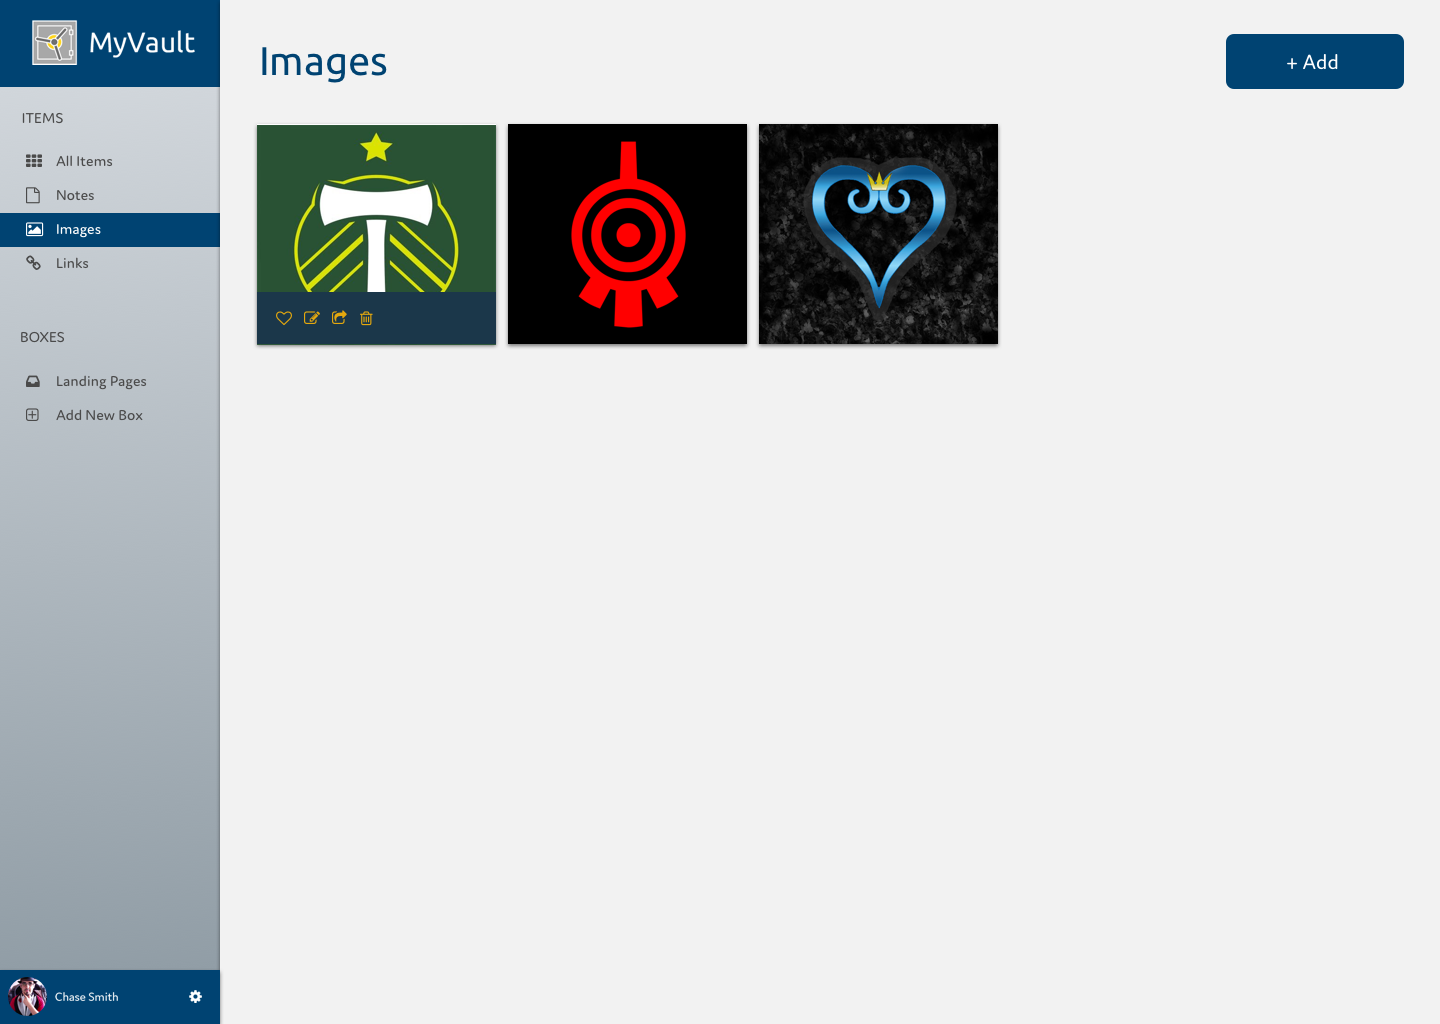 MyVault
ITEMS
All Items
Notes
Images
Links
BOXES
Landing Pages
Add New Box
Chase Smith
Images
+ Add